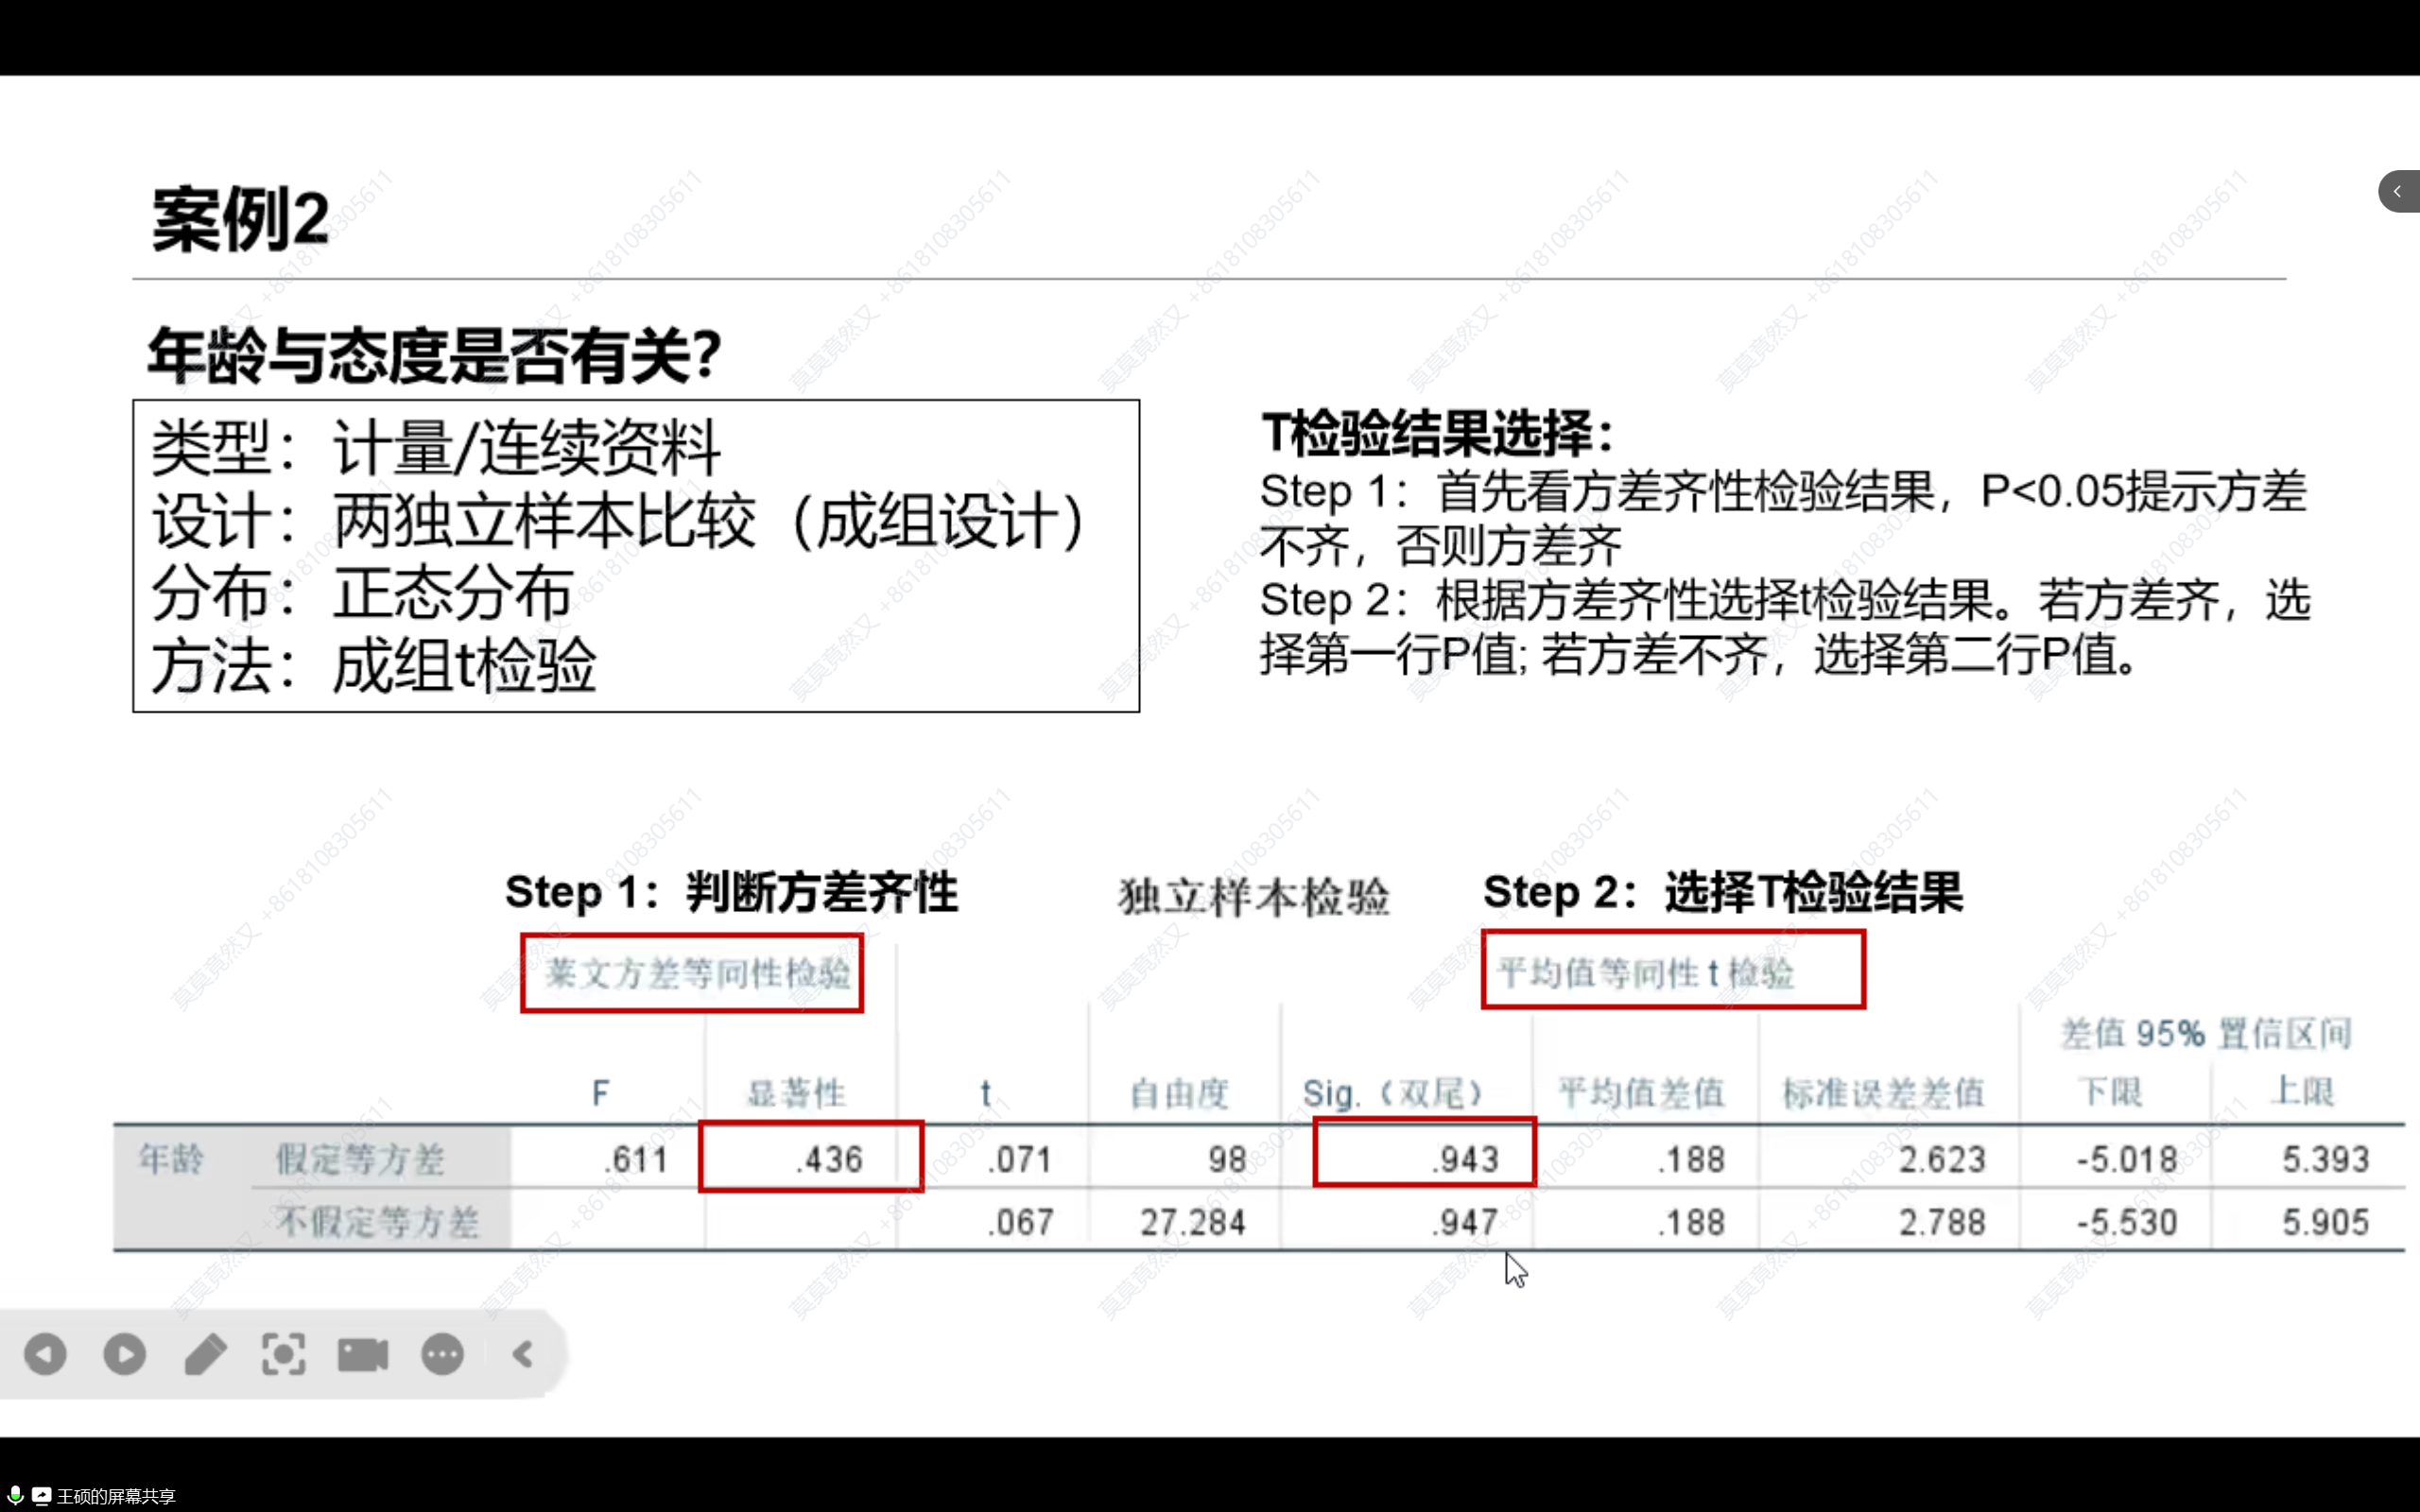 案例2
年龄与态度是否有关?
类型：计量/连续资料
设计：两独立样本比较（成组设计）
分布：正态分布
方法：成组t检验
T检验结果选择：
Step 1：首先看方差齐性检验结果，P<0.05提示方差
不齐，否则方差齐
Step 2：根据方差齐性选择t检验结果。若方差齐，选
择第一行P值; 若方差不齐，选择第二行P值。
Step 1：判断方差齐性 独立样本检验 Step 2：选择T检验结果
莱文方差等同性检验 平均值等同性 t 检验
差值 95% 置信区间
F 显著性 t 自由度 Sig.（双尾） 平均值差值 标准误差差值 下限 上限
年龄 假定等方差 .611 .436 .071 98 .943 .188 2.623 -5.018 5.393
不假定等方差 .067 27.284 .947 .188 2.788 -5.530 5.905
莫莫竟然又 +8618108305611
王硕的屏幕共享